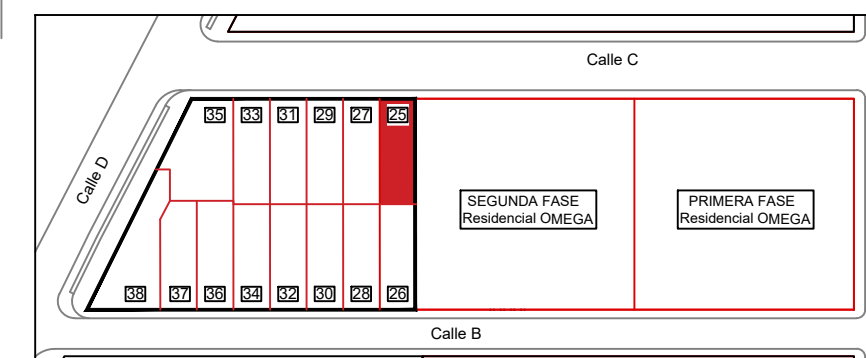 Calle C
35 33 31 29 27 25
Calle D
SEGUNDA FASE
Residencial OMEGA
PRIMERA FASE
Residencial OMEGA
38 37 36 34 32 30 28 26
Calle B